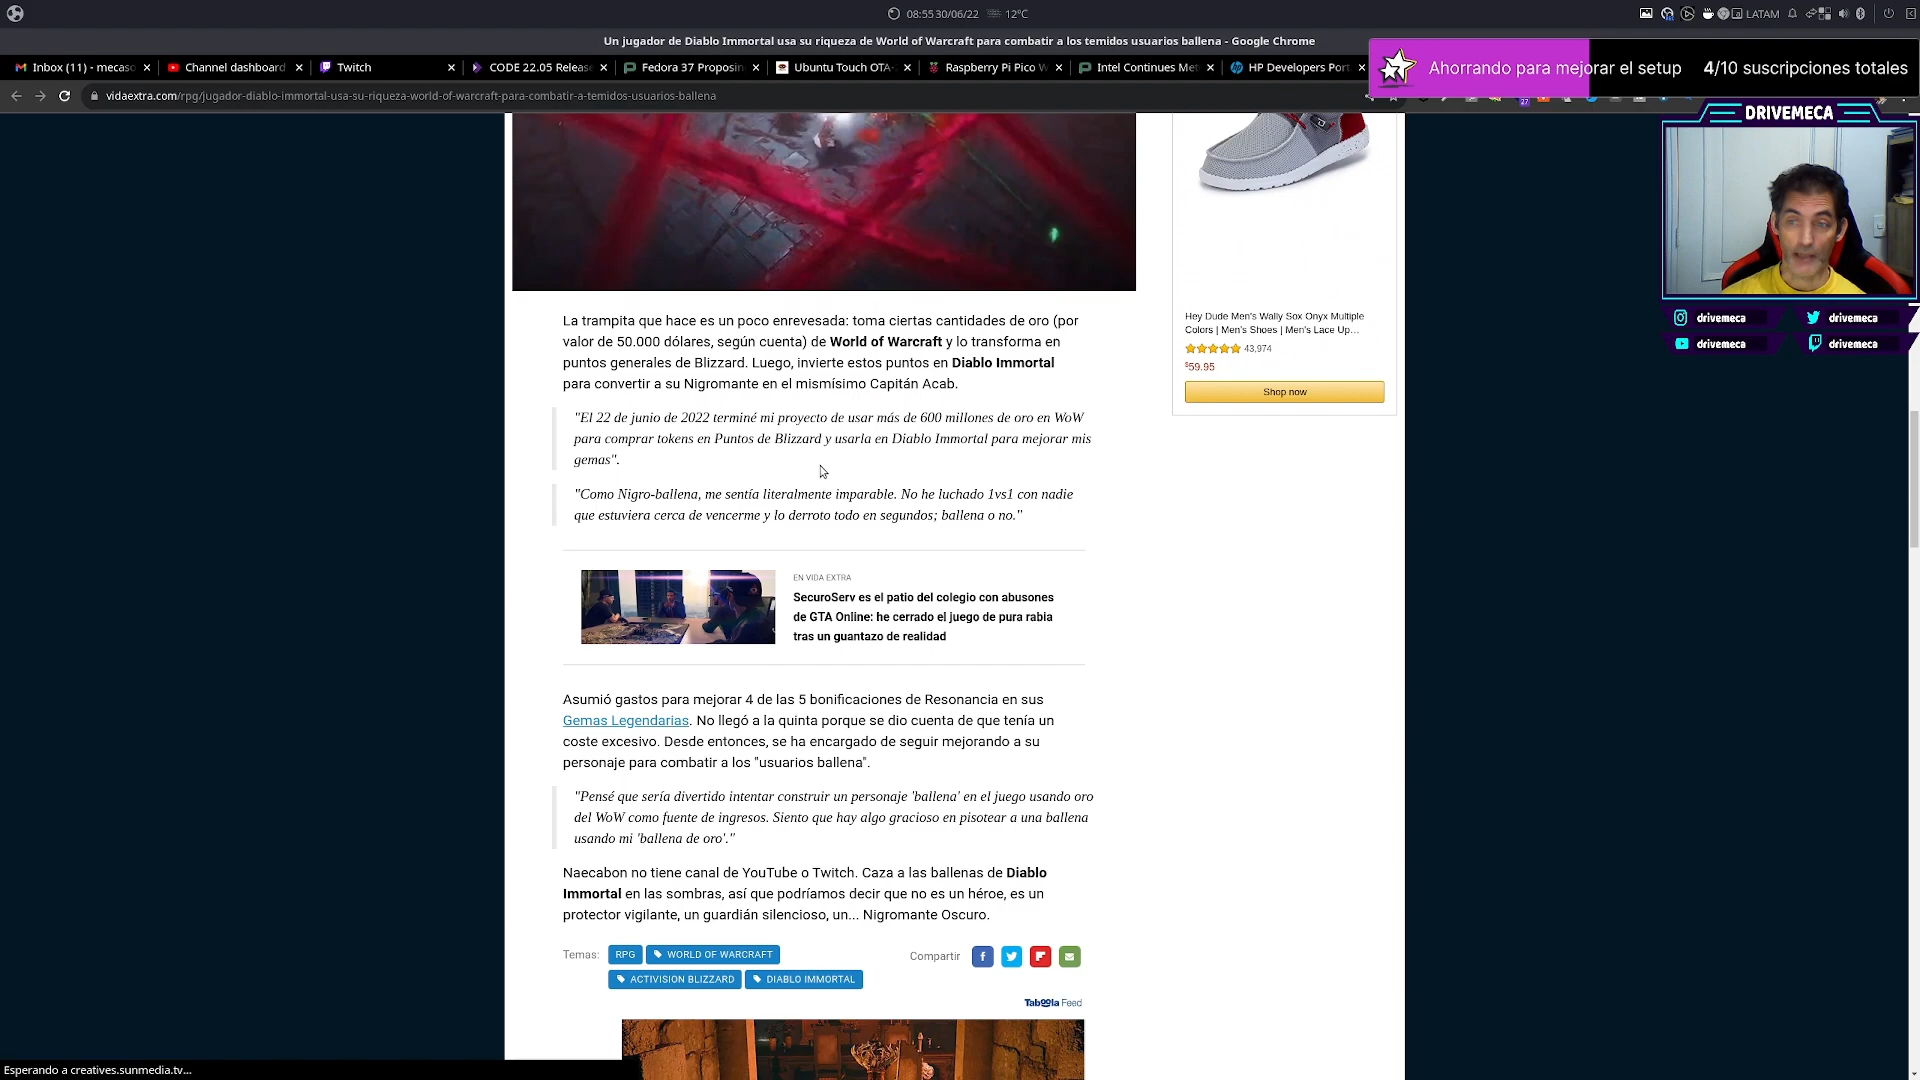 08:55 30/06/22 12°C
LATAM
Un jugador de Diablo Immortal usa su riqueza de World of Warcraft para combatir a los temidos usuarios ballena - Google Chrome
Inbox (11) - mecaso
Channel dashboard
Twitch
CODE 22.05 Releas
Fedora 37 Proposin
Ubuntu Touch OTA-
Raspberry Pi Pico W
Intel Continues Met
HP Developers Port
Ahorrando para mejorar el setup 4/10 suscripciones totales
vidaextra.com/rpg/jugador-diablo-immortal-usa-su-riqueza-world-of-warcraft-para-combatir-a-temidos-usuarios-ballena
27
DRIVEMECA
drivemeca
drivemeca
drivemeca
drivemeca
La trampita que hace es un poco enrevesada: toma ciertas cantidades de oro (por
valor de 50.000 dólares, según cuenta) de World of Warcraft y lo transforma en
puntos generales de Blizzard. Luego, invierte estos puntos en Diablo Immortal
para convertir a su Nigromante en el mismísimo Capitán Acab.
"El 22 de junio de 2022 terminé mi proyecto de usar más de 600 millones de oro en WoW
para comprar tokens en Puntos de Blizzard y usarla en Diablo Immortal para mejorar mis
gemas".
"Como Nigro-ballena, me sentía literalmente imparable. No he luchado 1vs1 con nadie
que estuviera cerca de vencerme y lo derroto todo en segundos; ballena o no."
EN VIDA EXTRA
SecuroServ es el patio del colegio con abusones
de GTA Online: he cerrado el juego de pura rabia
tras un guantazo de realidad
Asumió gastos para mejorar 4 de las 5 bonificaciones de Resonancia en sus
Gemas Legendarias. No llegó a la quinta porque se dio cuenta de que tenía un
coste excesivo. Desde entonces, se ha encargado de seguir mejorando a su
personaje para combatir a los "usuarios ballena".
"Pensé que sería divertido intentar construir un personaje 'ballena' en el juego usando oro
del WoW como fuente de ingresos. Siento que hay algo gracioso en pisotear a una ballena
usando mi 'ballena de oro'."
Naecabon no tiene canal de YouTube o Twitch. Caza a las ballenas de Diablo
Immortal en las sombras, así que podríamos decir que no es un héroe, es un
protector vigilante, un guardián silencioso, un... Nigromante Oscuro.
Temas: RPG WORLD OF WARCRAFT
ACTIVISION BLIZZARD DIABLO IMMORTAL
Compartir
Taboola Feed
Hey Dude Men's Wally Sox Onyx Multiple
Colors | Men's Shoes | Men's Lace Up...
43,974
$59.95
Shop now
Esperando a creatives.sunmedia.tv...